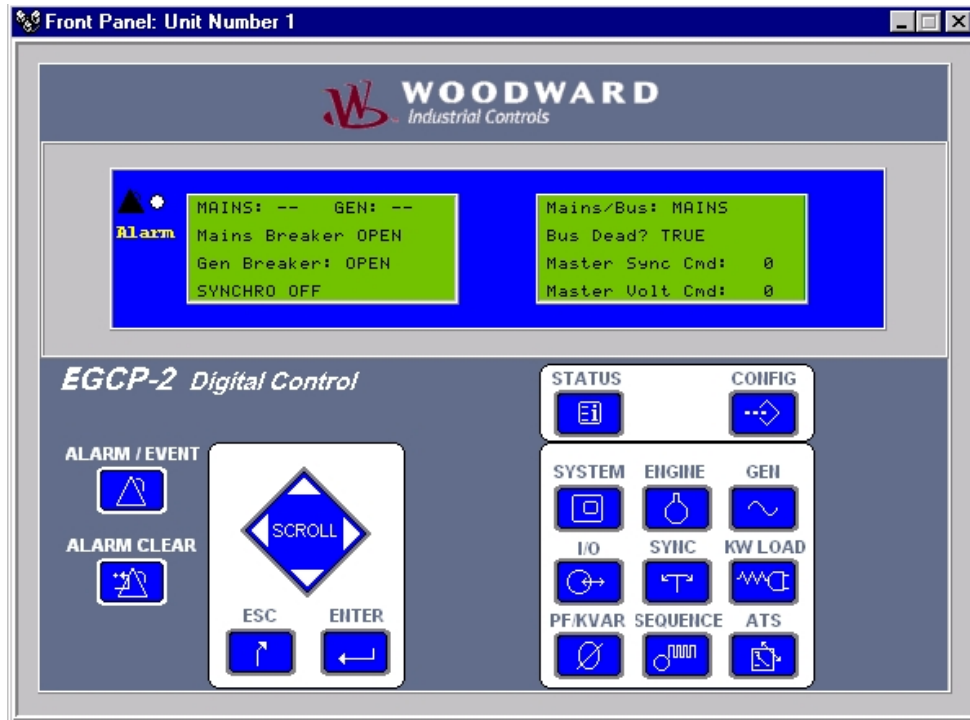 Front Panel: Unit Number 1
WOODWARD
Industrial Controls
Alarm
MAINS: -- GEN: --
Mains Breaker OPEN
Gen Breaker: OPEN
SYNCHRO OFF
Mains/Bus: MAINS
Bus Dead? TRUE
Master Sync Cmd: 0
Master Volt Cmd: 0
EGCP-2 Digital Control
ALARM / EVENT
ALARM CLEAR
SCROLL
ESC ENTER
STATUS CONFIG
SYSTEM ENGINE GEN
I/O SYNC KW LOAD
PF/KVAR SEQUENCE ATS